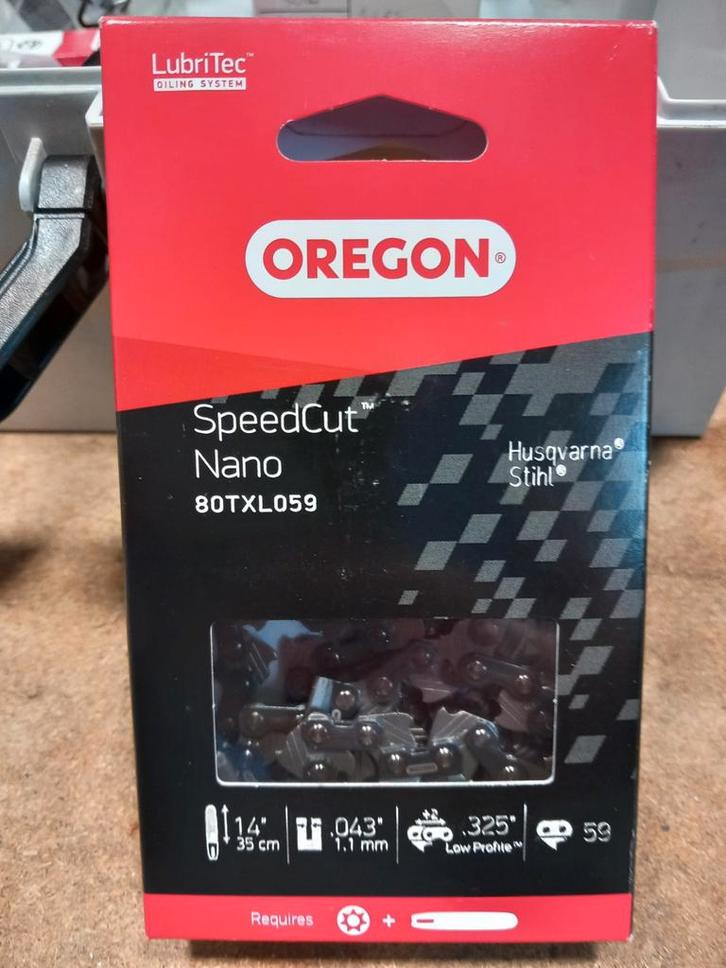 LubriTec™
OILING SYSTEM
OREGON®
SpeedCut™
Nano
80TXL059
Husqvarna®
Stihl®
14"
35 cm
.043"
1.1 mm
÷2
.325"
Low Profile™
59
Requires
+